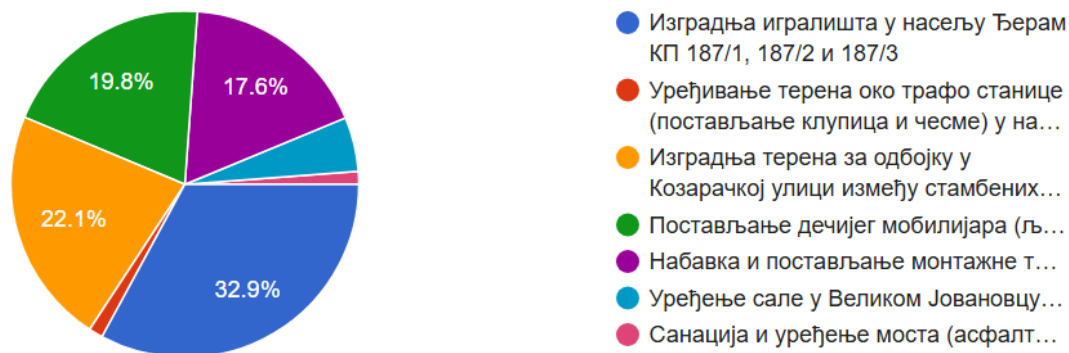 19.8%
17.6%
22.1%
32.9%
Изградња игралишта у насељу Ђерам
КП 187/1, 187/2 и 187/3
Уређивање терена око трафо станице
(постављање клупица и чесме) у на…
Изградња терена за одбојку у
Козарачкој улици између стамбених…
Постављање дечијег мобилијара (љ…
Набавка и постављање монтажне т…
Уређење сале у Великом Јовановцу…
Санација и уређење моста (асфалт…